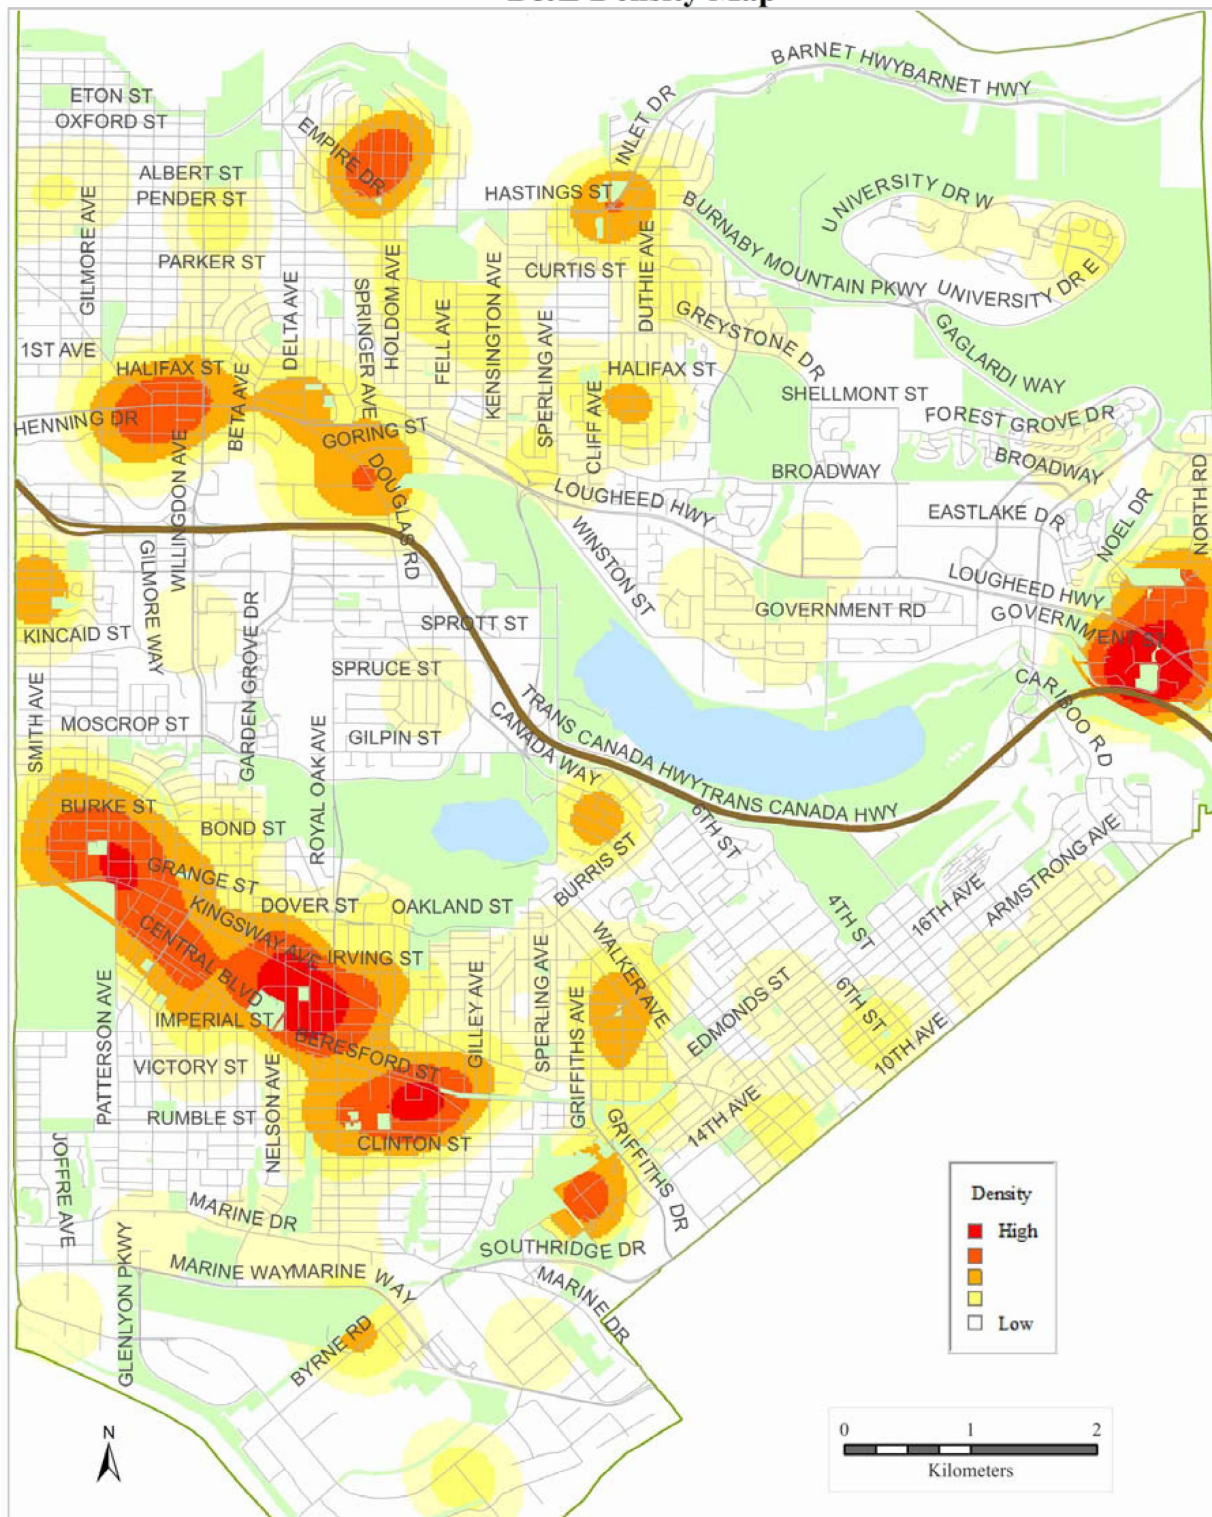 Density Map
BARNET HWY BARNET HWY
ETON ST
OXFORD ST
INLET DR
EMPIRE DR
ALBERT ST
PENDER ST
HASTINGS ST
UNIVERSITY DR W
GILMORE AVE
BURNABY MOUNTAIN PKWY
DUTHIE AVE
PARKER ST
CURTIS ST
DELTA AVE
SPRINGER AVE
HOLDOM AVE
FELL AVE
KENSINGTON AVE
SPERLING AVE
UNIVERSITY DR E
GREYSTONE DR
GAGLARDI WAY
1ST AVE
HALIFAX ST
HALIFAX ST
SHELLMONT ST
FOREST GROVE DR
HENNING DR
BETA AVE
GORING ST
CLIFF AVE
WILLINGDON AVE
DOUGLAS RD
BROADWAY
BROADWAY
LOUGHEED HWY
EASTLAKE DR
NOEL DR
NORTH RD
WINSTON ST
GILMORE WAY
LOUGHEED HWY
GARDEN GROVE DR
GOVERNMENT RD
GOVERNMENT ST
KINCAID ST
SPROTT ST
SPRUCE ST
SMITH AVE
CARIBOO RD
MOSCROP ST
GILPIN ST
ROYAL OAK AVE
TRANS CANADA HWY TRANS CANADA HWY
CANADA WAY
BURKE ST
BOND ST
6TH ST
BURRIS ST
ARMSTRONG AVE
GRANGE ST
16TH AVE
DOVER ST
OAKLAND ST
4TH ST
KINGSWAY AVE
CENTRAL BLVD
IRVING ST
WALKER AVE
GILLEY AVE
SPERLING AVE
GRIFFITHS AVE
EDMONDS ST
6TH ST
10TH AVE
PATTERSON AVE
IMPERIAL ST
BERESFORD ST
VICTORY ST
NELSON AVE
RUMBLE ST
CLINTON ST
14TH AVE
GRIFFITHS DR
JOFFRE AVE
MARINE DR
SOUTHRIDGE DR
GLENLYON PKWY
MARINE WAY MARINE WAY
MARINE DR
BYRNE RD
Density
High
Low
N
0 1 2
Kilometers